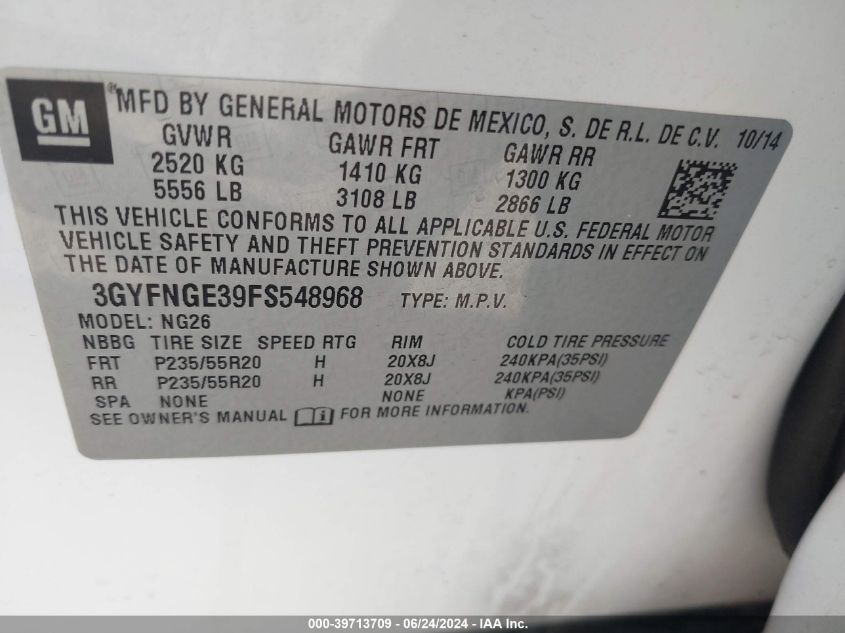 GM
® MFD BY GENERAL MOTORS DE MEXICO, S. DE R.L. DE C.V. 10/14
GVWR GAWR FRT GAWR RR
2520 KG 1410 KG 1300 KG
5556 LB 3108 LB 2866 LB
THIS VEHICLE CONFORMS TO ALL APPLICABLE U.S. FEDERAL MOTOR
VEHICLE SAFETY AND THEFT PREVENTION STANDARDS IN EFFECT ON
THE DATE OF MANUFACTURE SHOWN ABOVE.
3GYFNGE39FS548968 TYPE: M.P.V.
MODEL: NG26
NBBG TIRE SIZE SPEED RTG RIM COLD TIRE PRESSURE
FRT P235/55R20 H 20X8J 240KPA(35PSI)
RR P235/55R20 H 20X8J 240KPA(35PSI)
SPA NONE NONE KPA(PSI)
SEE OWNER'S MANUAL i FOR MORE INFORMATION.
000-39713709 - 06/24/2024 - IAA Inc.